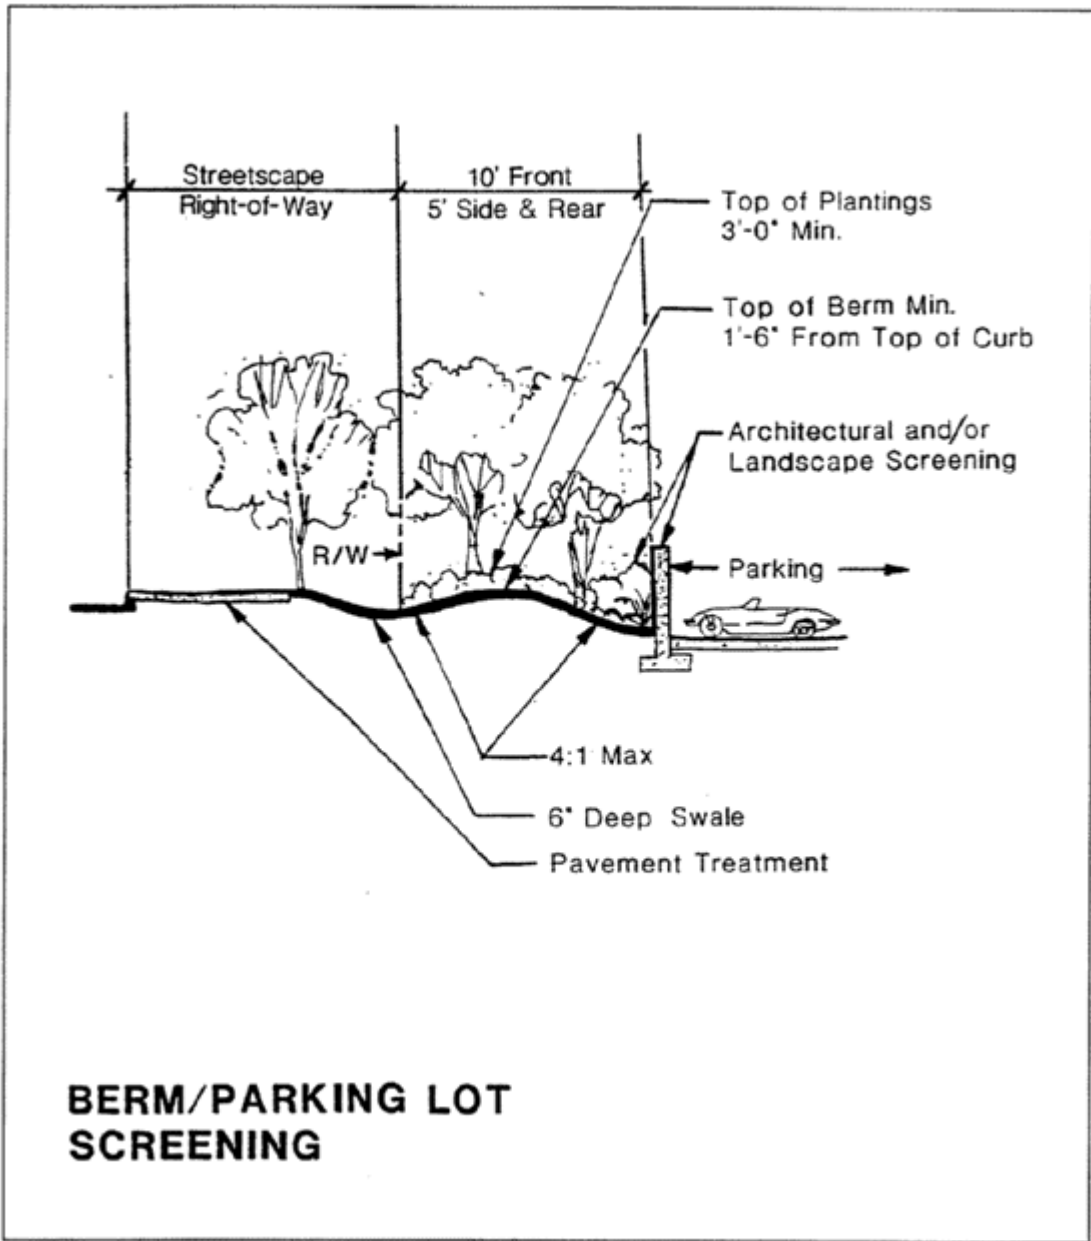 Streetscape
Right-of-Way
10' Front
5' Side & Rear
Top of Plantings
3'-0" Min.
Top of Berm Min.
1'-6" From Top of Curb
Architectural and/or
Landscape Screening
R/W
Parking
4:1 Max
6" Deep Swale
Pavement Treatment
BERM/PARKING LOT
SCREENING